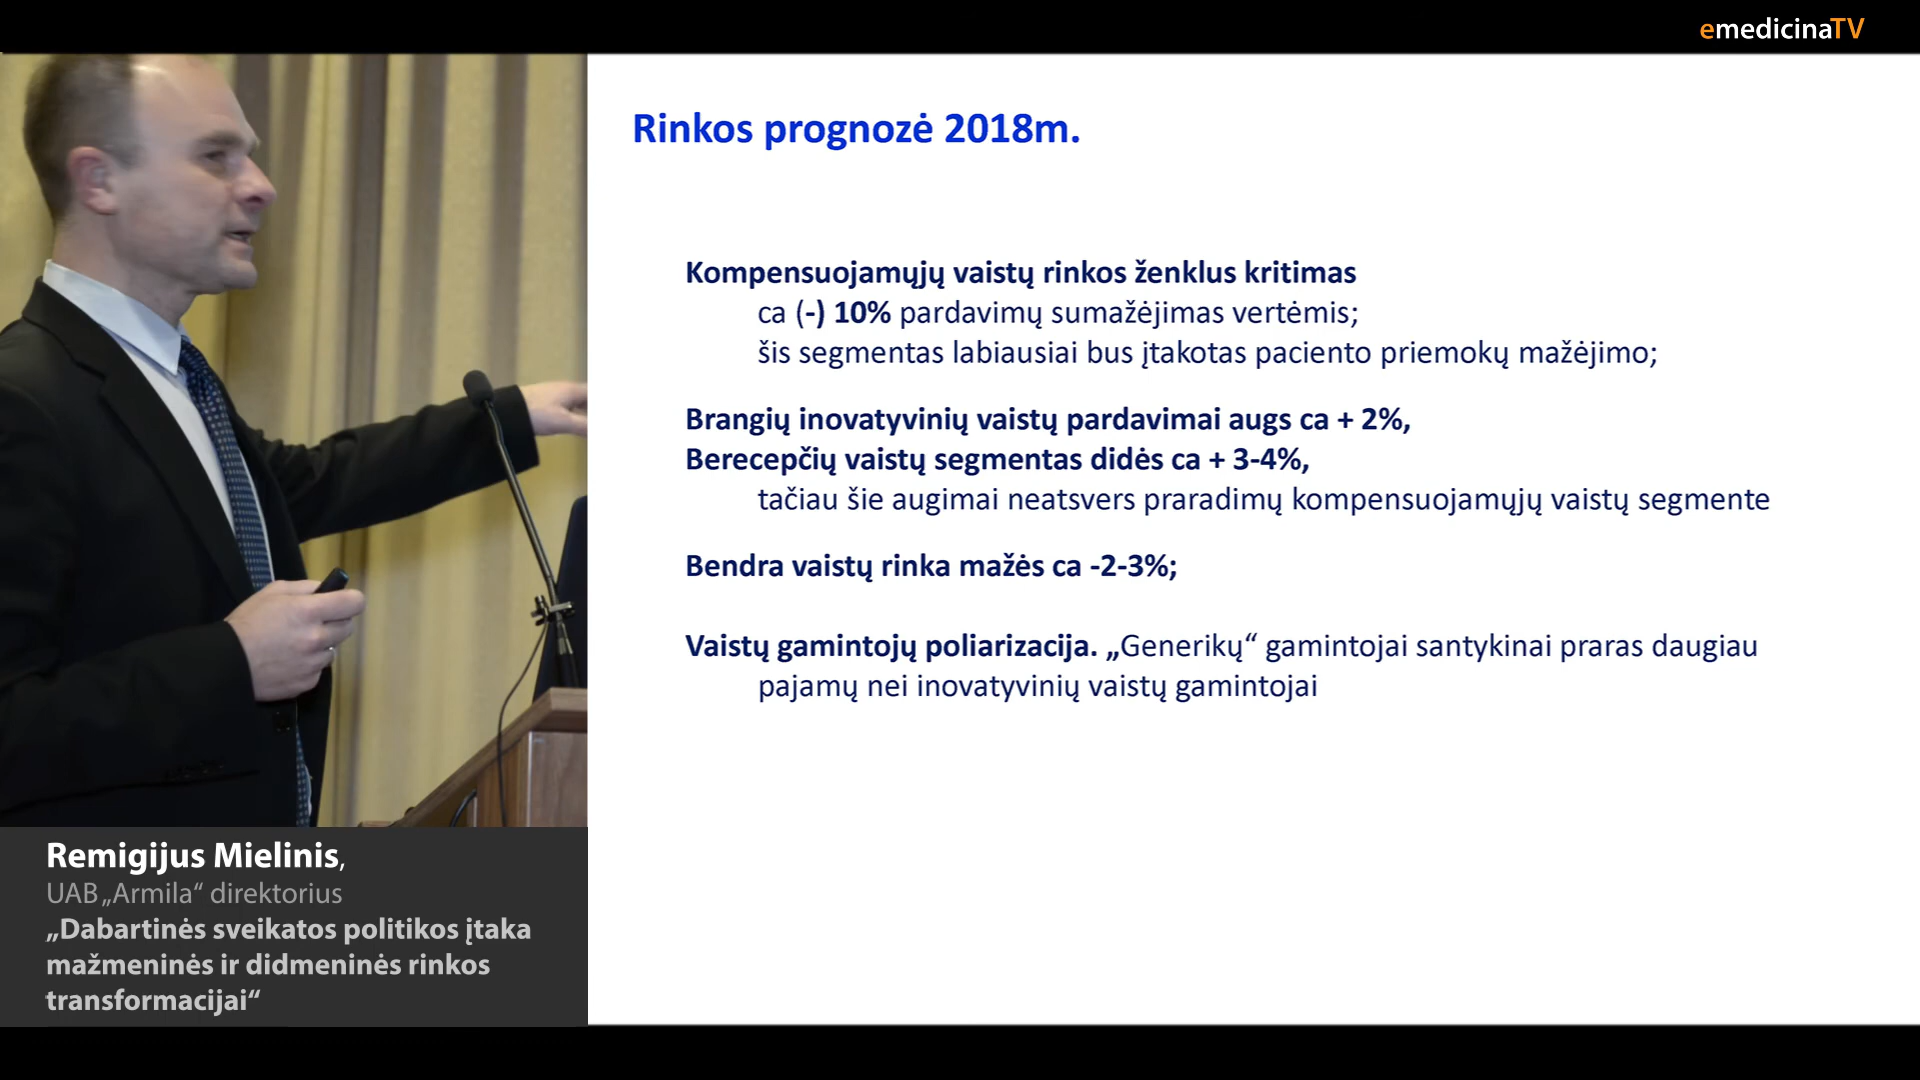 emedicinaTV
Rinkos prognozė 2018m.
Kompensuojamųjų vaistų rinkos ženklus kritimas
ca (-) 10% pardavimų sumažėjimas vertėmis;
šis segmentas labiausiai bus įtakotas paciento priemokų mažėjimo;
Brangių inovatyvinių vaistų pardavimai augs ca + 2%,
Berecepčių vaistų segmentas didės ca + 3-4%,
tačiau šie augimai neatsvers praradimų kompensuojamųjų vaistų segmente
Bendra vaistų rinka mažės ca -2-3%;
Vaistų gamintojų poliarizacija. „Generikų“ gamintojai santykinai praras daugiau
pajamų nei inovatyvinių vaistų gamintojai
Remigijus Mielinis,
UAB „Armila“ direktorius
„Dabartinės sveikatos politikos įtaka
mažmeninės ir didmeninės rinkos
transformacijai“